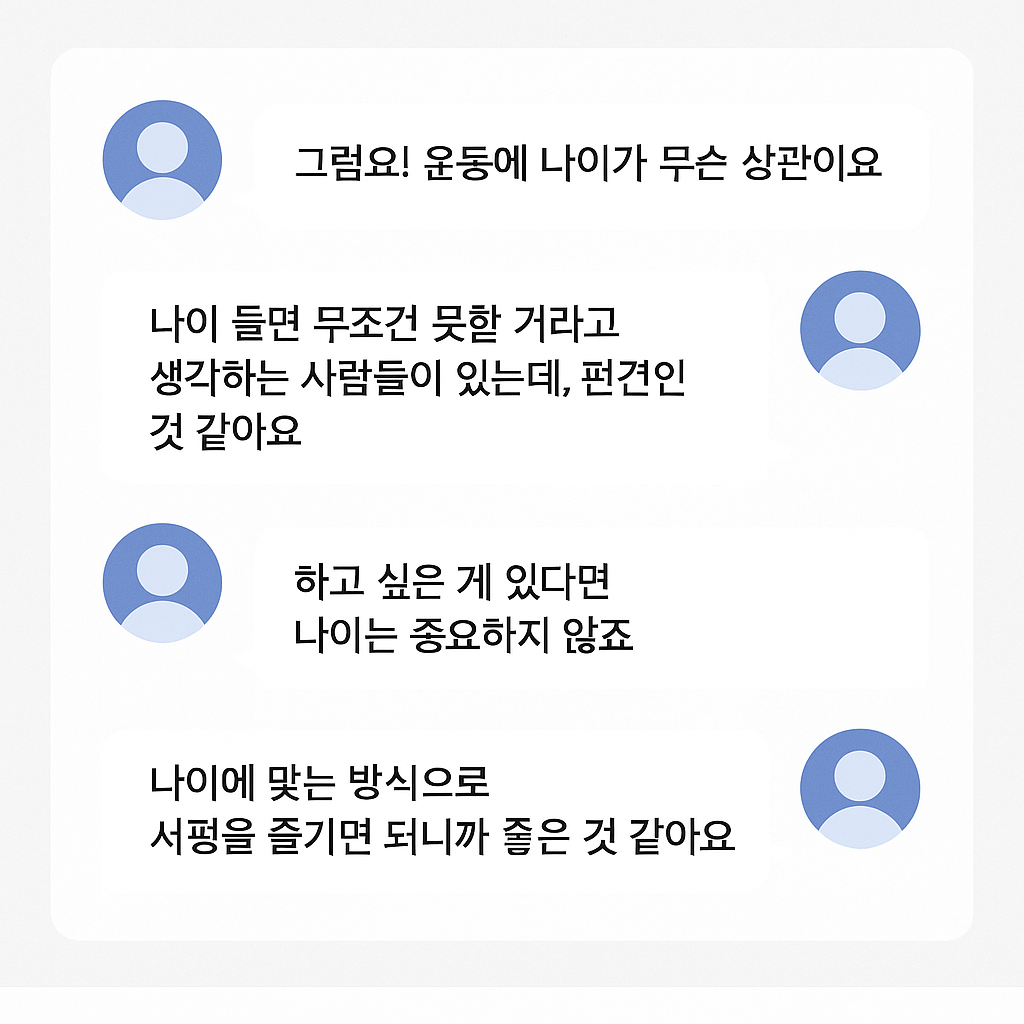 그럼요! 운동에 나이가 무슨 상관이요
나이 들면 무조건 못할 거라고
생각하는 사람들이 있는데, 펀견인
것 같아요
하고 싶은 게 있다면
나이는 중요하지 않죠
나이에 맞는 방식으로
서펑을 즐기면 되니까 좋은 것 같아요